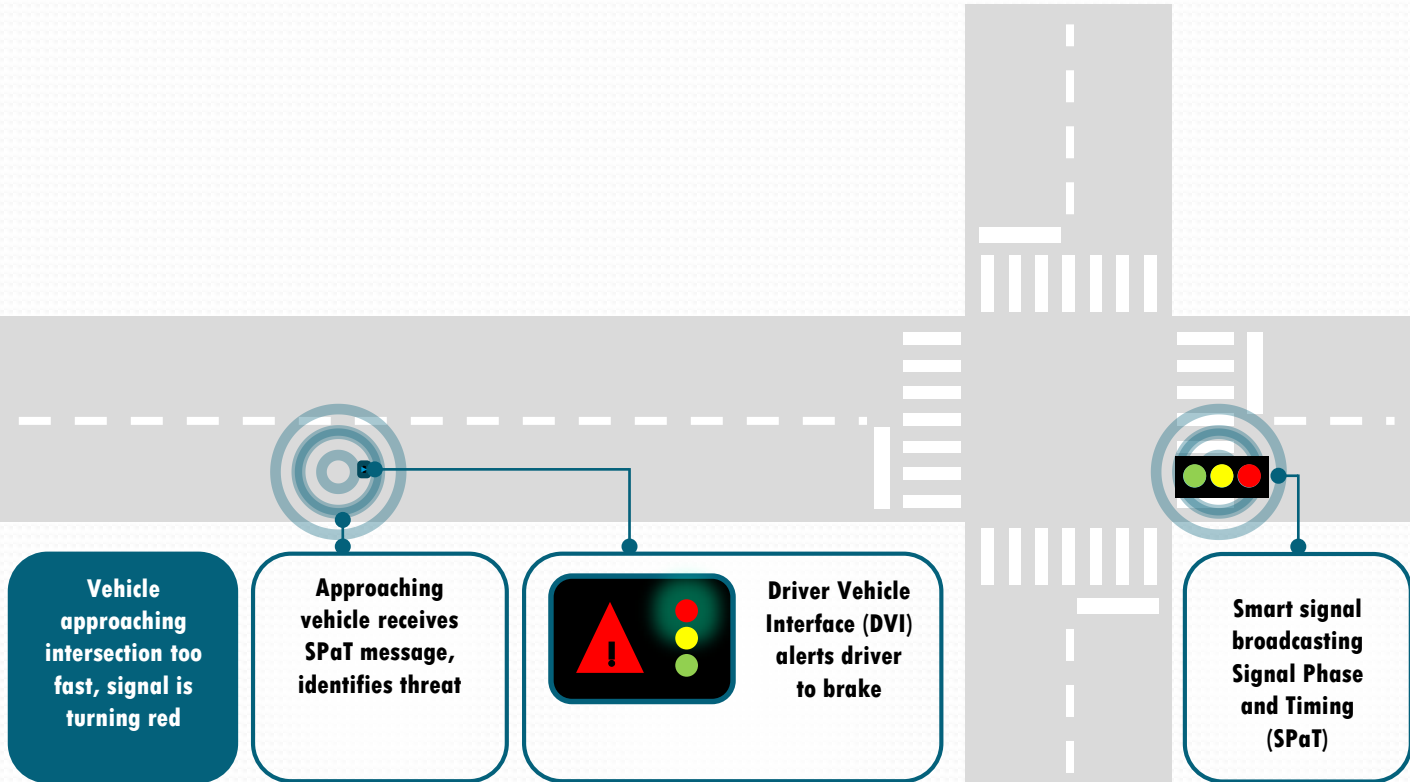 Vehicle
approaching
intersection too
fast, signal is
turning red
Approaching
vehicle receives
SPaT message,
identifies threat
!
Driver Vehicle
Interface (DVI)
alerts driver
to brake
Smart signal
broadcasting
Signal Phase
and Timing
(SPaT)